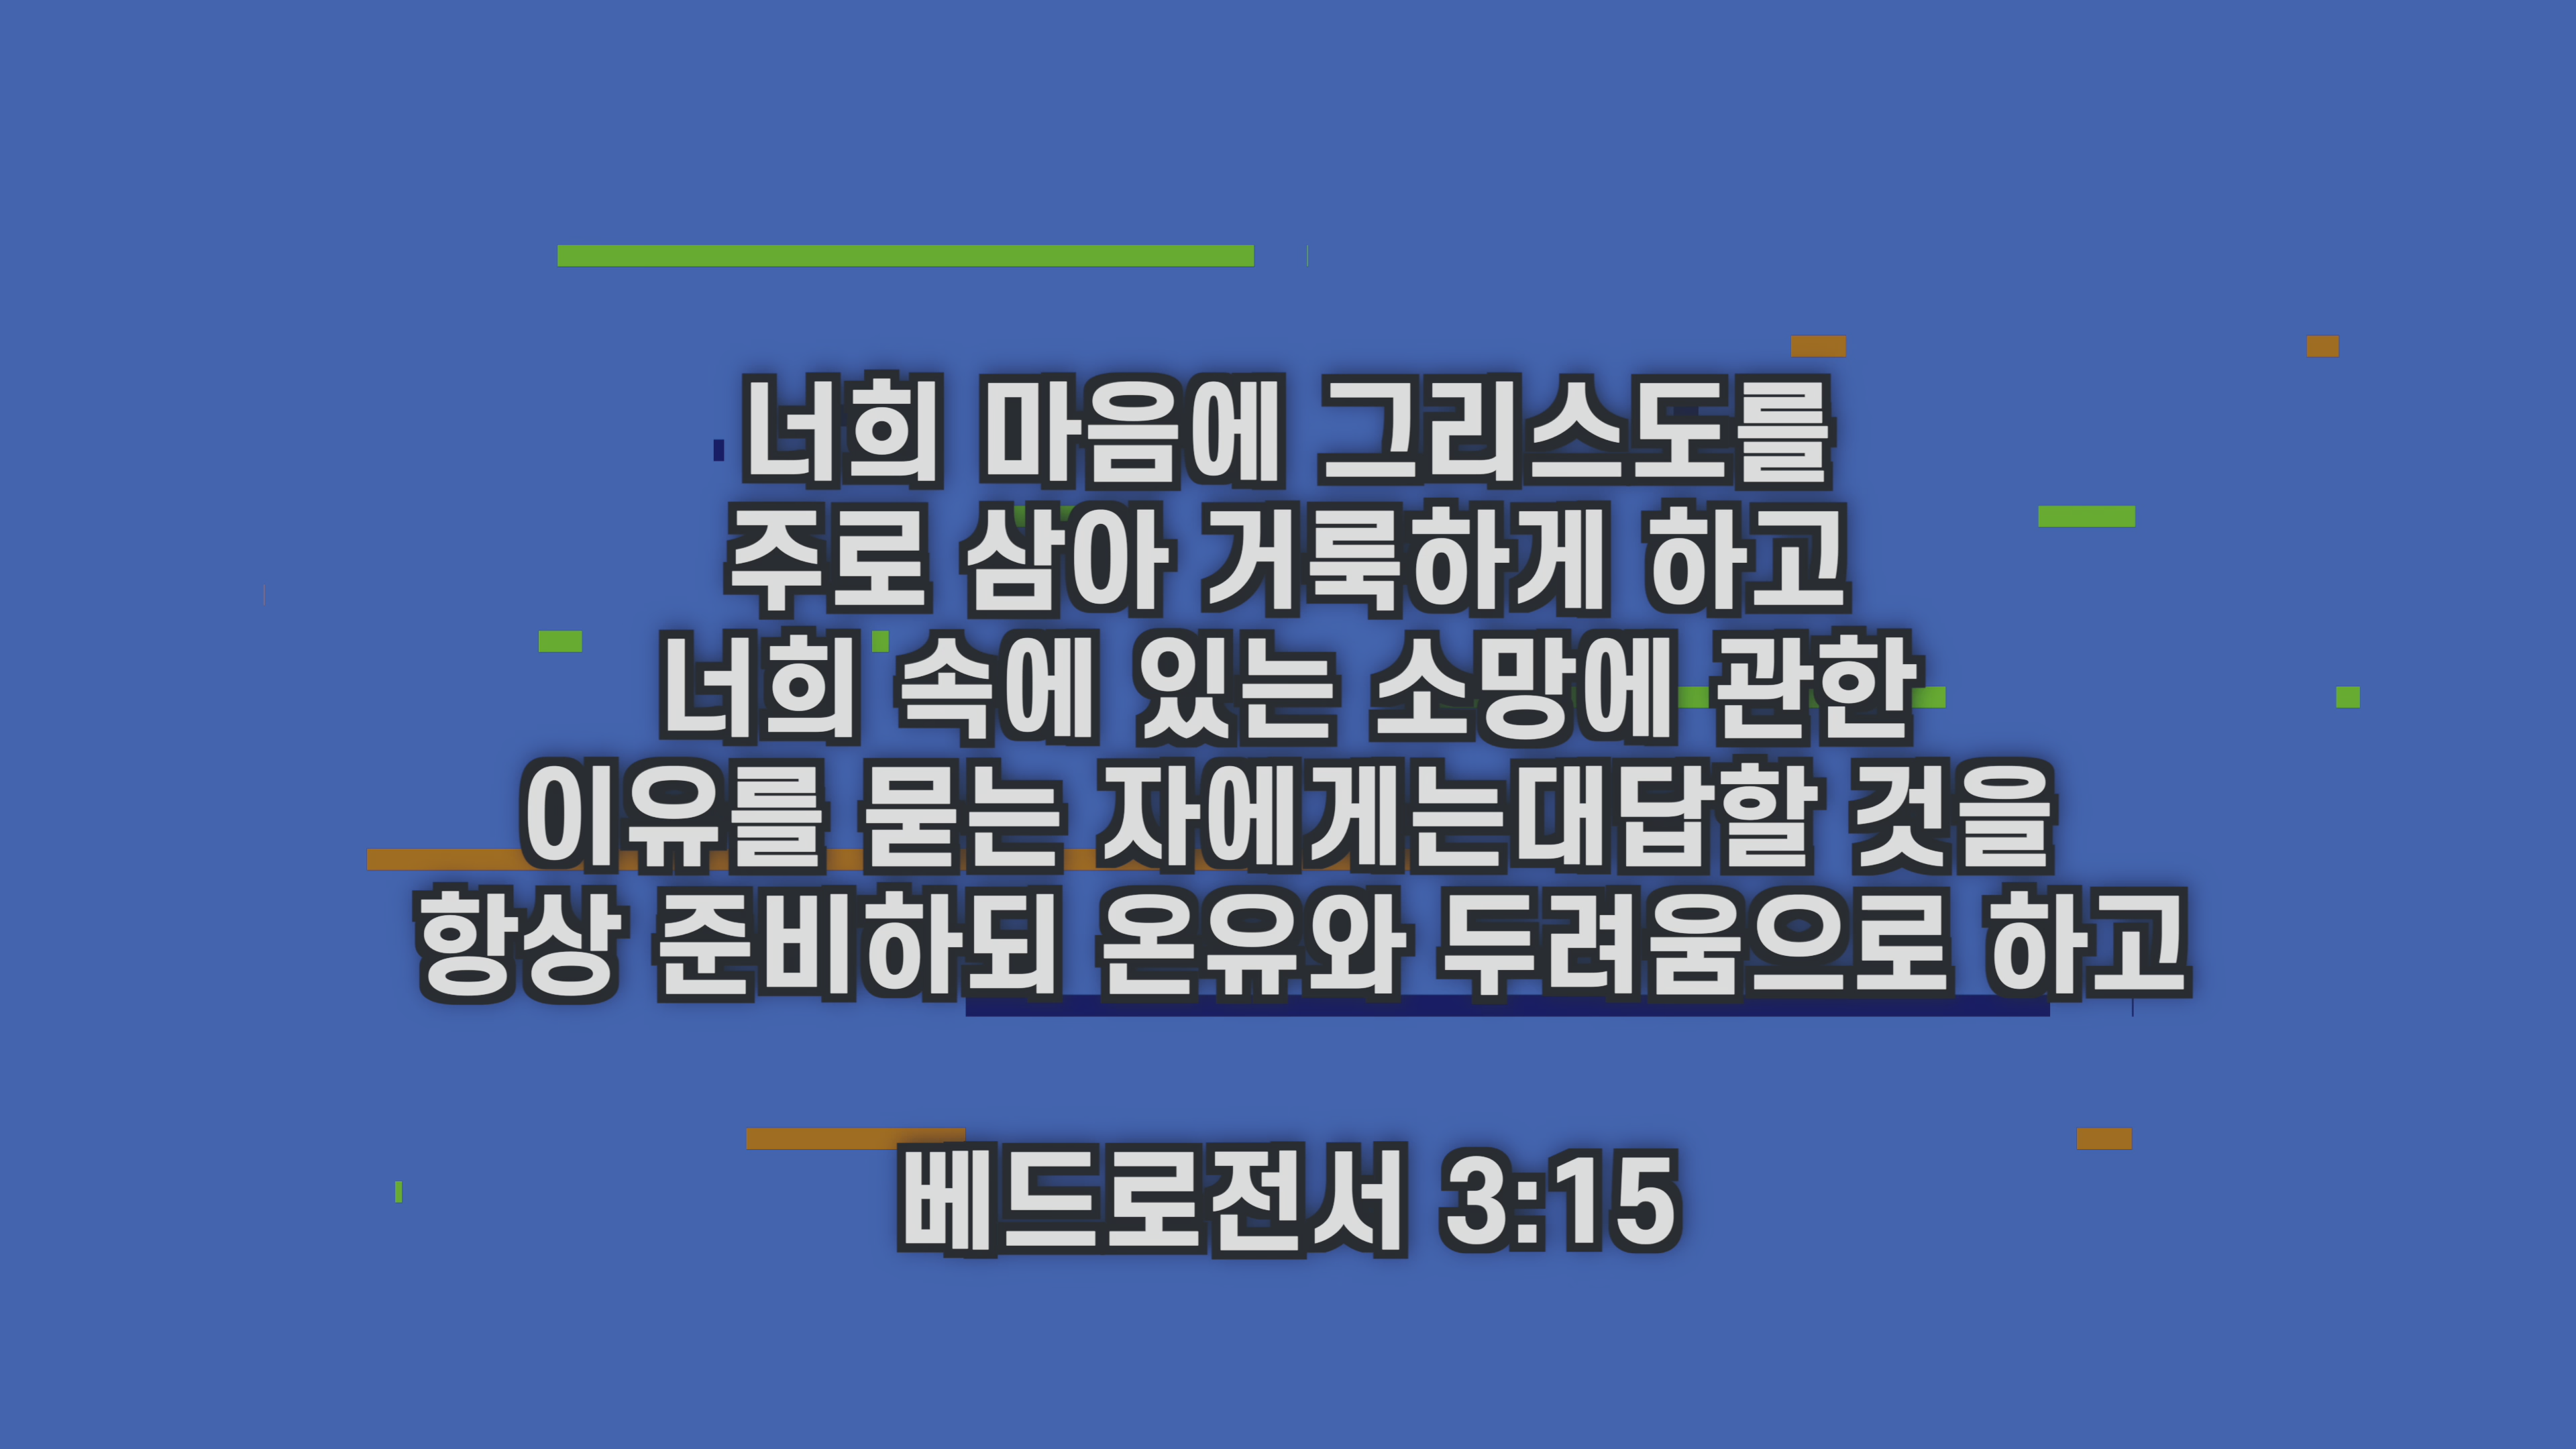 너희 마음에 그리스도를
주로 삼아 거룩하게 하고
너희 속에 있는 소망에 관한
이유를 묻는 자에게는대답할 것을
항상 준비하되 온유와 두려움으로 하고
베드로전서 3:15